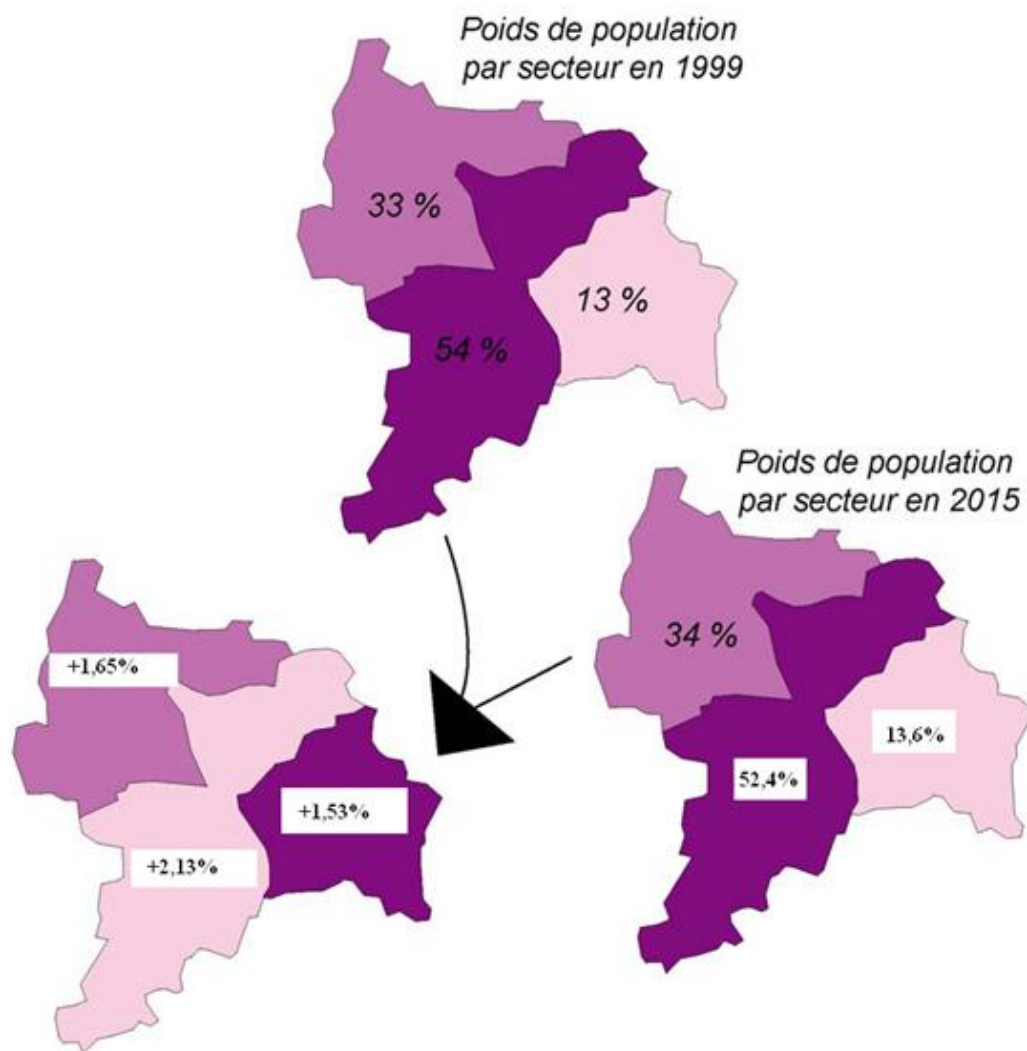 Poids de population
par secteur en 1999
33 %
13 %
54 %
Poids de population
par secteur en 2015
34 %
13,6%
52,4%
+1,65%
+1,53%
+2,13%